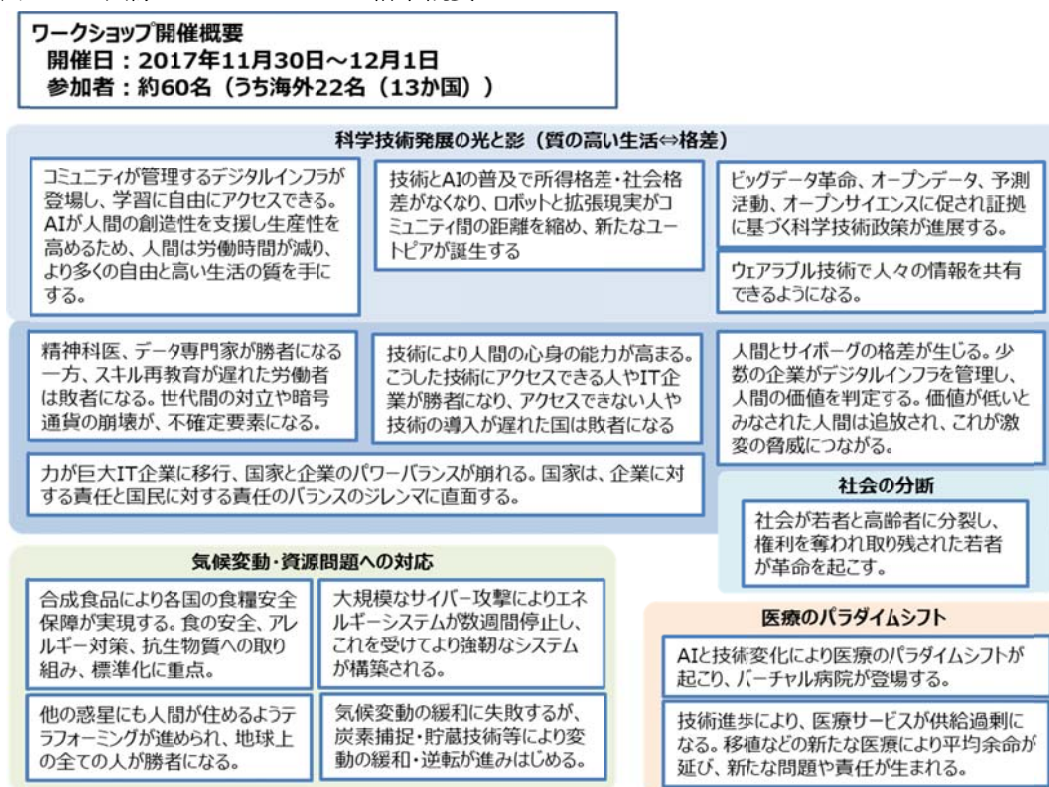 ワークショップ開催概要
開催日：2017年11月30日～12月1日
参加者：約60名（うち海外22名（13か国））
科学技術発展の光と影（質の高い生活⇔格差）
コミュニティが管理するデジタルインフラが
登場し、学習に自由にアクセスできる。
AIが人間の創造性を支援し生産性を
高めるため、人間は労働時間が減り、
より多くの自由と高い生活の質を手に
する。
技術とAIの普及で所得格差・社会格
差がなくなり、ロボットと拡張現実がコ
ミュニティ間の距離を縮め、新たなユー
トピアが誕生する
ビッグデータ革命、オープンデータ、予測
活動、オープンサイエンスに促され証拠
に基づく科学技術政策が進展する。
ウェアラブル技術で人々の情報を共有
できるようになる。
精神科医、データ専門家が勝者になる
一方、スキル再教育が遅れた労働者
は敗者になる。世代間の対立や暗号
通貨の崩壊が、不確定要素になる。
技術により人間の心身の能力が高まる。
こうした技術にアクセスできる人やIT企
業が勝者になり、アクセスできない人や
技術の導入が遅れた国は敗者になる
人間とサイボーグの格差が生じる。少
数の企業がデジタルインフラを管理し、
人間の価値を判定する。価値が低いと
みなされた人間は追放され、これが激
変の脅威につながる。
力が巨大IT企業に移行、国家と企業のパワーバランスが崩れる。国家は、企業に対
する責任と国民に対する責任のバランスのジレンマに直面する。
社会の分断
社会が若者と高齢者に分裂し、
権利を奪われ取り残された若者
が革命を起こす。
気候変動・資源問題への対応
合成食品により各国の食糧安全
保障が実現する。食の安全、アレ
ルギー対策、抗生物質への取り
組み、標準化に重点。
大規模なサイバー攻撃によりエネ
ルギーシステムが数週間停止し、
これを受けてより強靭なシステム
が構築される。
他の惑星にも人間が住めるようテ
ラフォーミングが進められ、地球上
の全ての人が勝者になる。
気候変動の緩和に失敗するが、
炭素捕捉・貯蔵技術等により変
動の緩和・逆転が進みはじめる。
医療のパラダイムシフト
AIと技術変化により医療のパラダイムシフトが
起こり、バーチャル病院が登場する。
技術進歩により、医療サービスが供給過剰に
なる。移植などの新たな医療により平均余命が
延び、新たな問題や責任が生まれる。